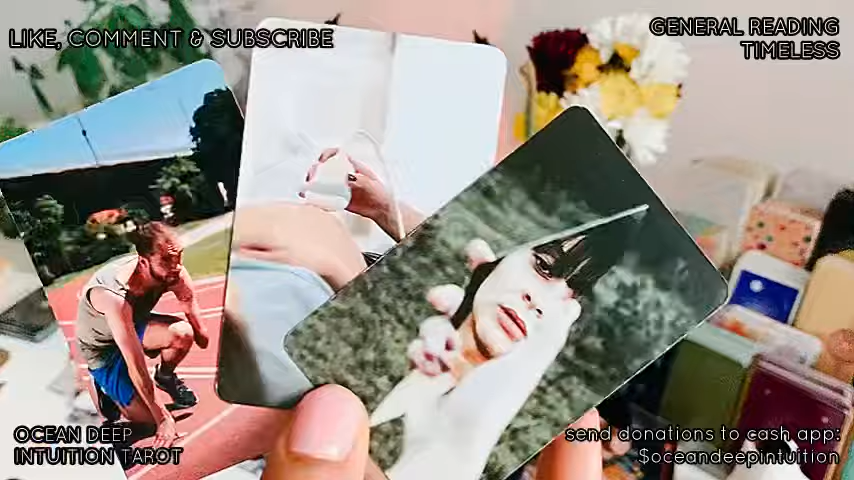 LIKE, COMMENT & SUBSCRIBE
GENERAL READING
TIMELESS
OCEAN DEEP
INTUITION TAROT
send donations to cash app:
$oceandeepintuition